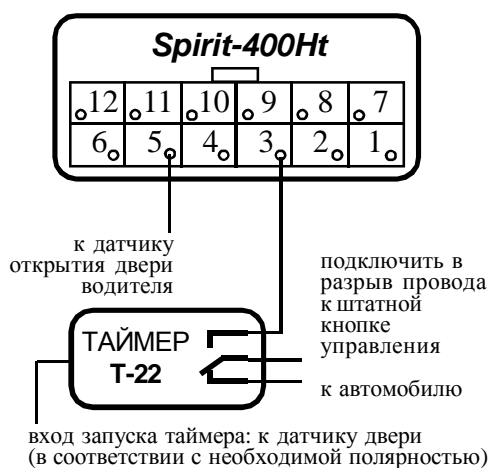 Spirit-400Ht
12 11 10 9 8 7
6 5 4 3 2 1
к датчику
открытия двери
водителя
подключить в
разрыв провода
к штатной
кнопке
управления
ТАЙМЕР
Т-22
к автомобилю
вход запуска таймера: к датчику двери
(в соответствии с необходимой полярностью)